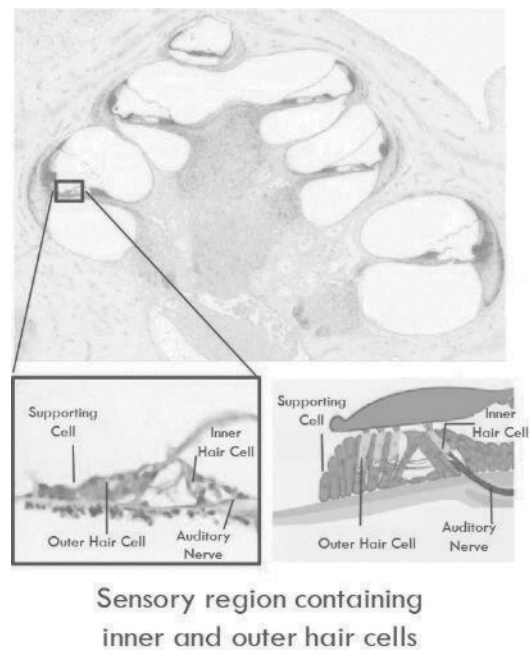 Supporting
Cell
Inner
Hair Cell
Outer Hair Cell
Auditory
Nerve
Supporting
Cell
Inner
Hair Cell
Outer Hair Cell
Auditory
Nerve
Sensory region containing
inner and outer hair cells